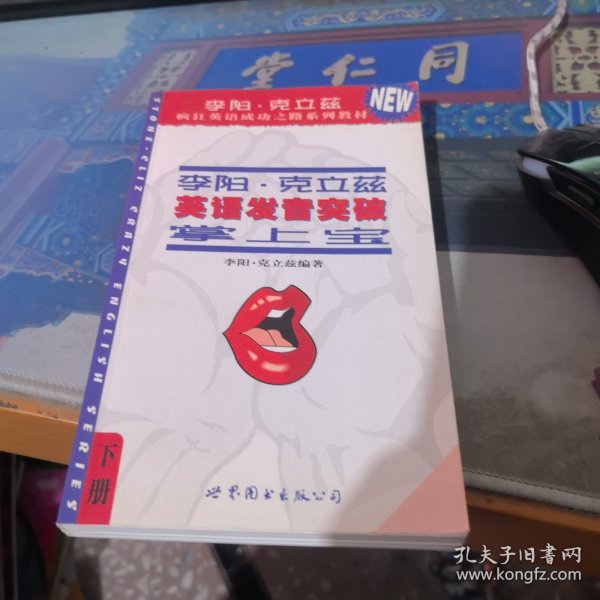 堂仁同
李阳·克立兹
疯狂英语成功之路系列教材
NEW
李阳·克立兹
英语发音突破
掌上宝
李阳·克立兹编著
STONE·CLIZ CRAZY ENGLISH SERIES
下册
世界图书出版公司
孔夫子旧书网
www.kongfz.com